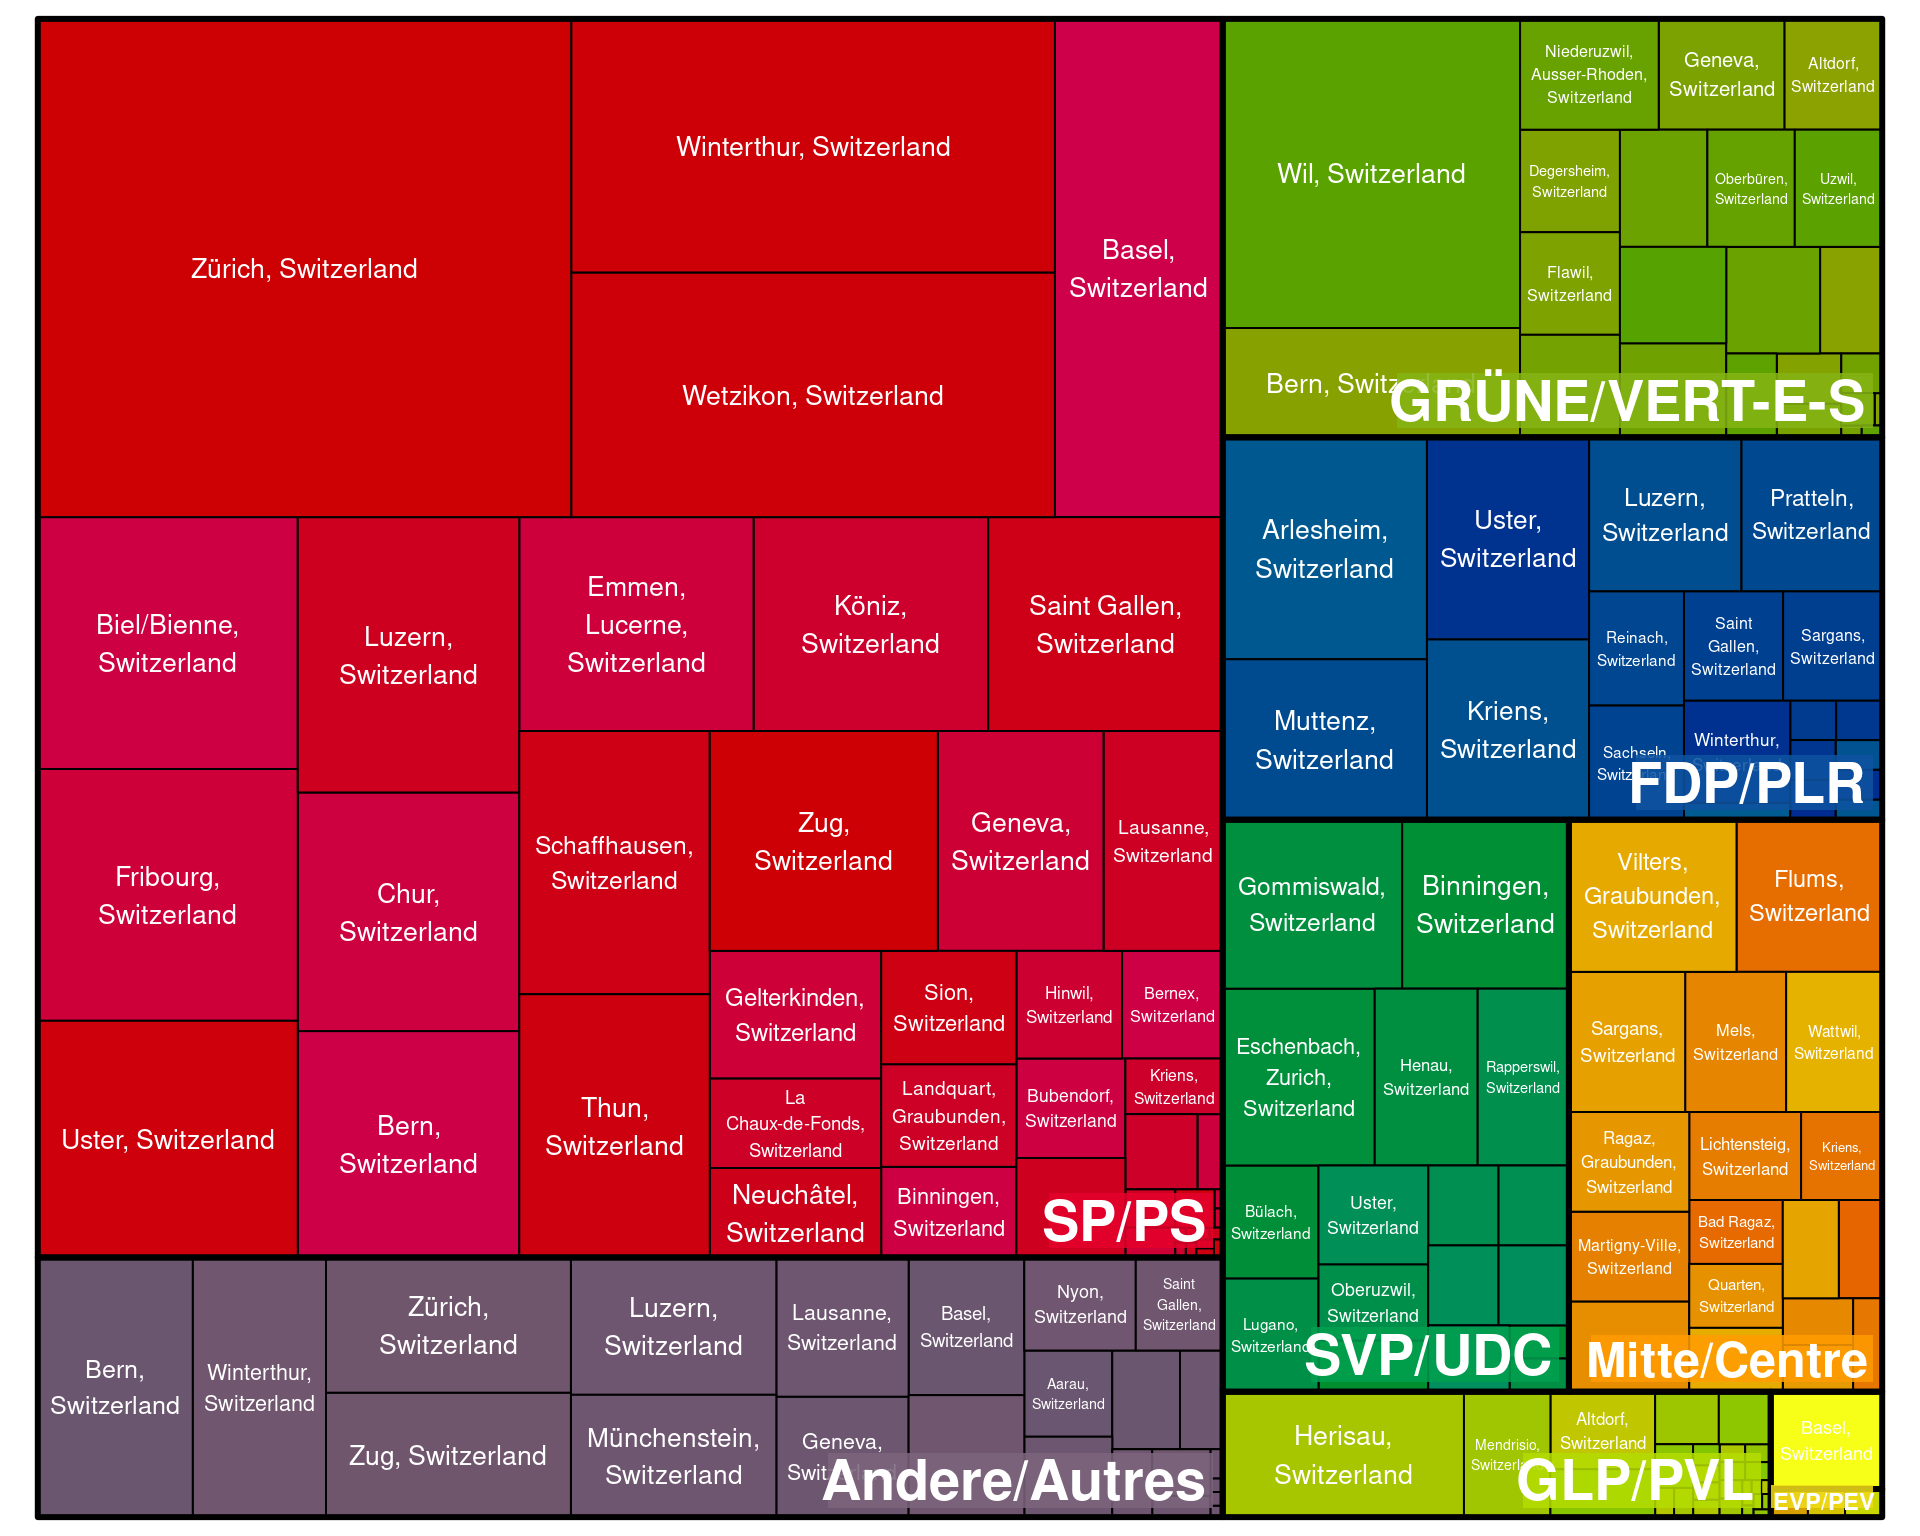 Zürich, Switzerland
Winterthur, Switzerland
Wetzikon, Switzerland
Basel,
Switzerland
Biel/Bienne,
Switzerland
Luzern,
Switzerland
Emmen,
Lucerne,
Switzerland
Köniz,
Switzerland
Saint Gallen,
Switzerland
Fribourg,
Switzerland
Chur,
Switzerland
Schaffhausen,
Switzerland
Zug,
Switzerland
Geneva,
Switzerland
Lausanne,
Switzerland
Uster, Switzerland
Bern,
Switzerland
Thun,
Switzerland
Gelterkinden,
Switzerland
Sion,
Switzerland
Hinwil,
Switzerland
Bernex,
Switzerland
La
Chaux-de-Fonds,
Switzerland
Landquart,
Graubunden,
Switzerland
Bubendorf,
Switzerland
Kriens,
Switzerland
Neuchâtel,
Switzerland
Binningen,
Switzerland
SP/PS
Bern,
Switzerland
Winterthur,
Switzerland
Zürich,
Switzerland
Zug, Switzerland
Luzern,
Switzerland
Münchenstein,
Switzerland
Lausanne,
Switzerland
Geneva,
Switzerland
Basel,
Switzerland
Nyon,
Switzerland
Saint
Gallen,
Switzerland
Aarau,
Switzerland
Andere/Autres
Wil, Switzerland
Bern, Switzerland
Niederuzwil,
Ausser-Rhoden,
Switzerland
Geneva,
Switzerland
Altdorf,
Switzerland
Degersheim,
Switzerland
Oberbüren,
Switzerland
Uzwil,
Switzerland
Flawil,
Switzerland
GRÜNE/VERT-E-S
Arlesheim,
Switzerland
Uster,
Switzerland
Luzern,
Switzerland
Pratteln,
Switzerland
Muttenz,
Switzerland
Kriens,
Switzerland
Reinach,
Switzerland
Saint
Gallen,
Switzerland
Sargans,
Switzerland
Sachseln,
Switzerland
Winterthur,
Switzerland
FDP/PLR
Gommiswald,
Switzerland
Binningen,
Switzerland
Eschenbach,
Zurich,
Switzerland
Henau,
Switzerland
Rapperswil,
Switzerland
Bülach,
Switzerland
Uster,
Switzerland
Lugano,
Switzerland
Oberuzwil,
Switzerland
SVP/UDC
Vilters,
Graubunden,
Switzerland
Flums,
Switzerland
Sargans,
Switzerland
Mels,
Switzerland
Wattwil,
Switzerland
Ragaz,
Graubunden,
Switzerland
Lichtensteig,
Switzerland
Kriens,
Switzerland
Martigny-Ville,
Switzerland
Bad Ragaz,
Switzerland
Quarten,
Switzerland
Mitte/Centre
Herisau,
Switzerland
Mendrisio,
Switzerland
Altdorf,
Switzerland
GLP/PVL
Basel,
Switzerland
EVP/PEV